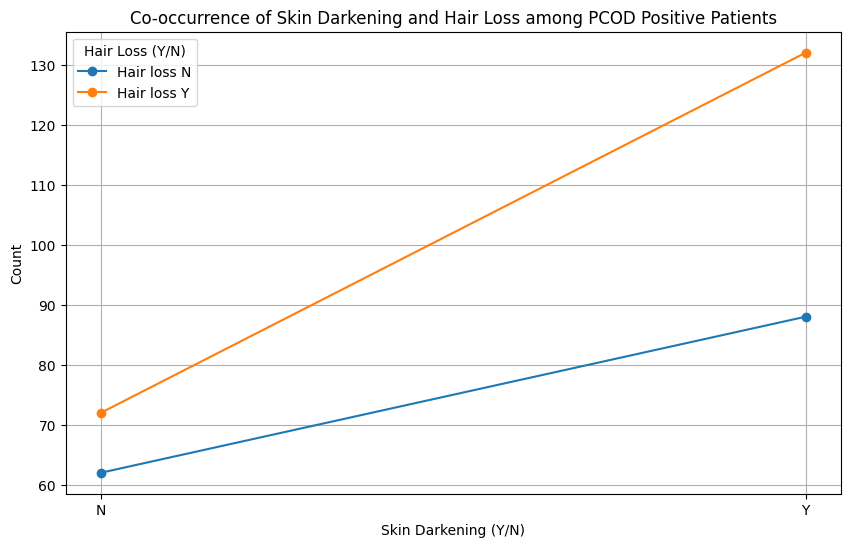 Co-occurrence of Skin Darkening and Hair Loss among PCOD Positive Patients
Hair Loss (Y/N)
Hair loss N
Hair loss Y
130
120
110
100
90
80
70
60
Count
N
Y
Skin Darkening (Y/N)